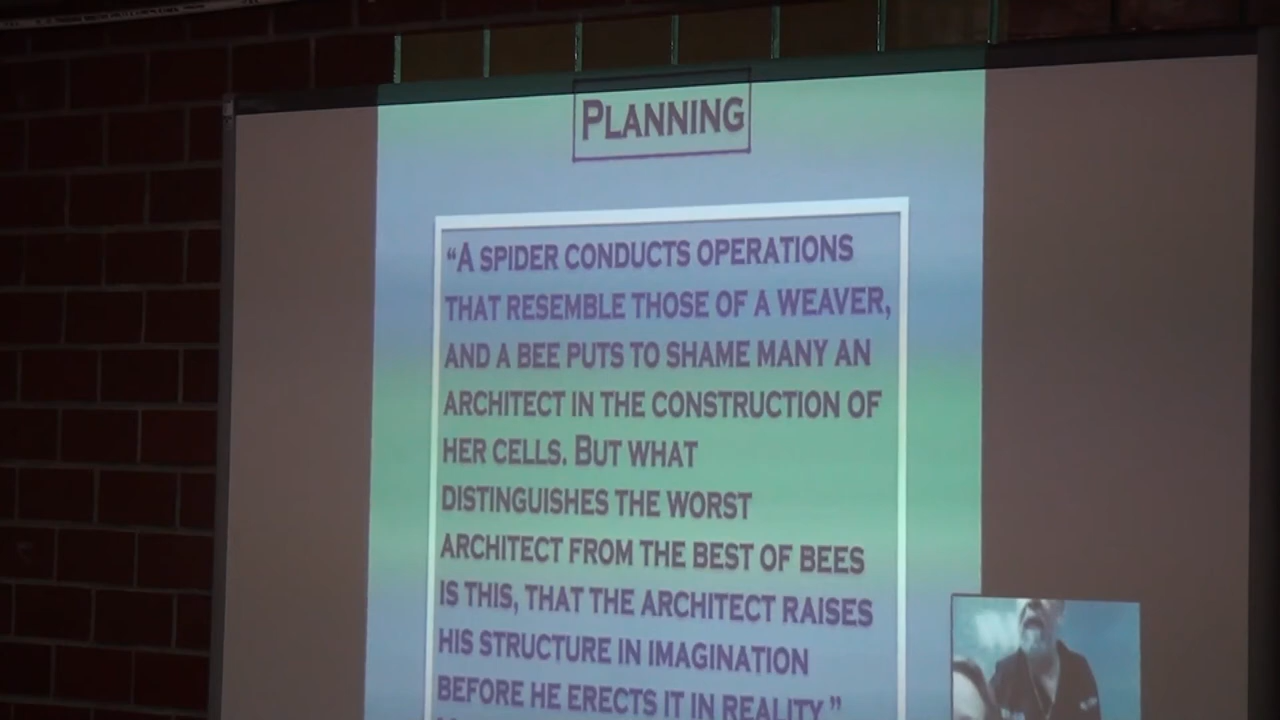 PLANNING
“A SPIDER CONDUCTS OPERATIONS
THAT RESEMBLE THOSE OF A WEAVER,
AND A BEE PUTS TO SHAME MANY AN
ARCHITECT IN THE CONSTRUCTION OF
HER CELLS. BUT WHAT
DISTINGUISHES THE WORST
ARCHITECT FROM THE BEST OF BEES
IS THIS, THAT THE ARCHITECT RAISES
HIS STRUCTURE IN IMAGINATION
BEFORE HE ERECTS IT IN REALITY.”